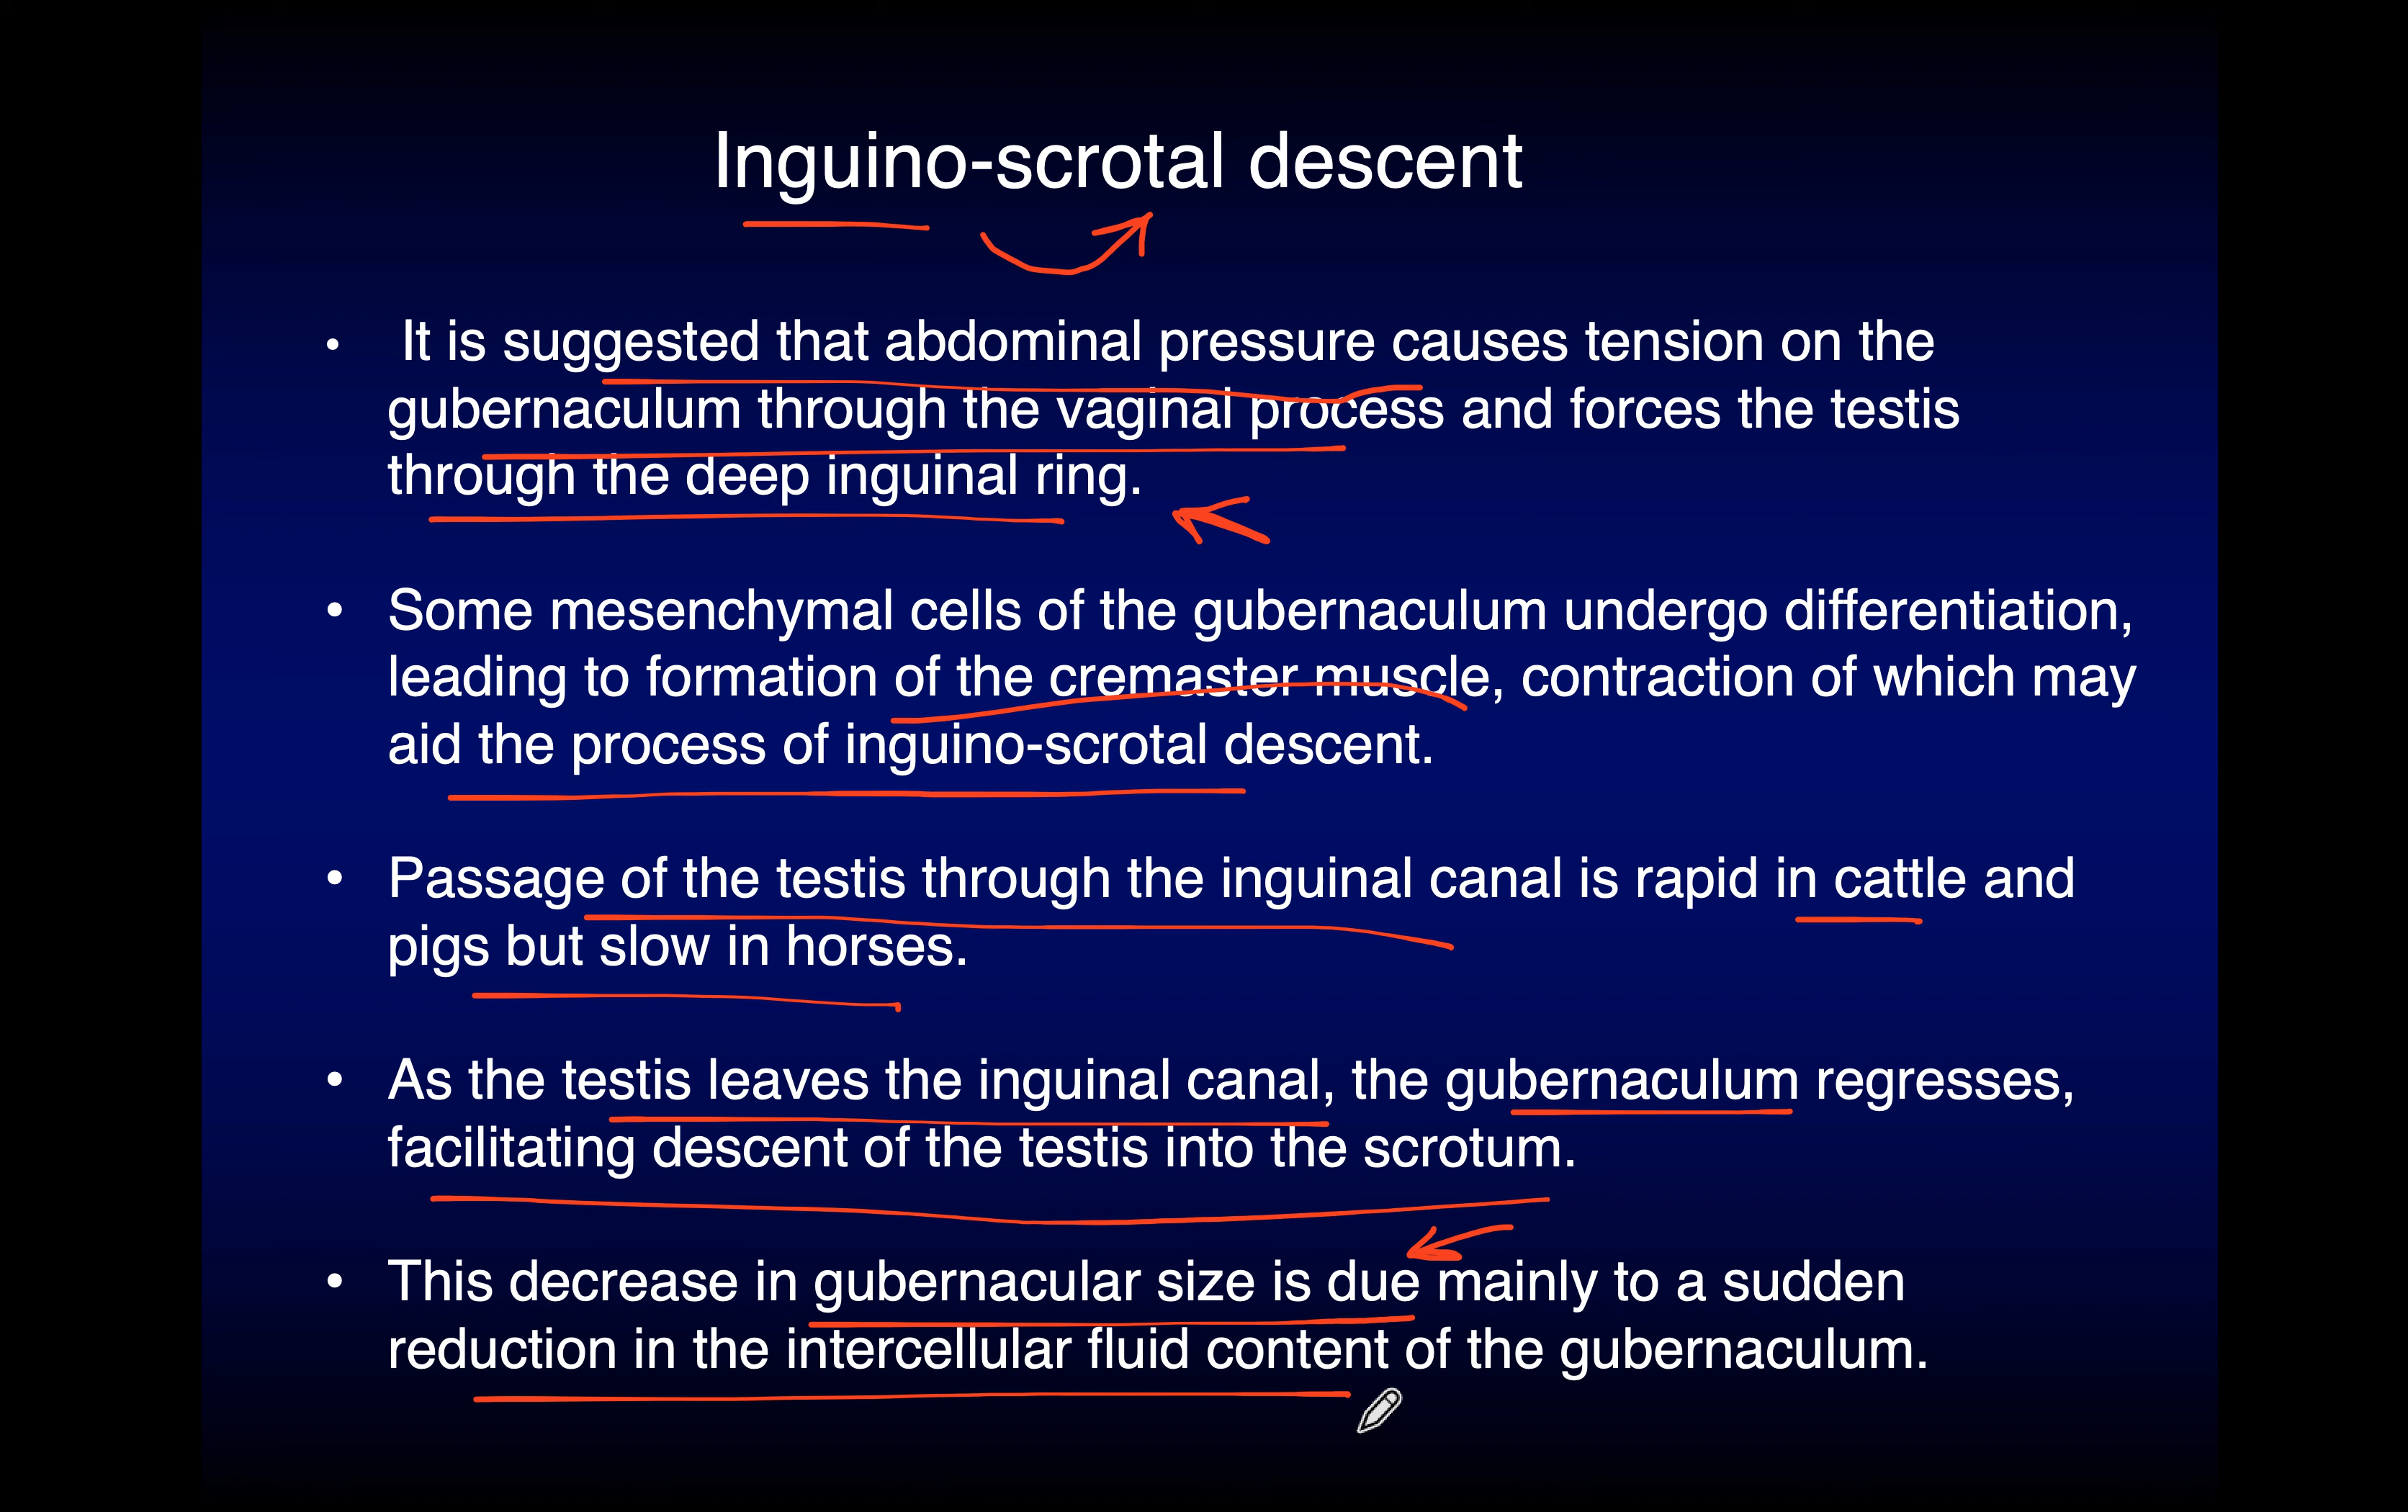 Inguino-scrotal descent
• It is suggested that abdominal pressure causes tension on the
gubernaculum through the vaginal process and forces the testis
through the deep inguinal ring.
• Some mesenchymal cells of the gubernaculum undergo differentiation,
leading to formation of the cremaster muscle, contraction of which may
aid the process of inguino-scrotal descent.
• Passage of the testis through the inguinal canal is rapid in cattle and
pigs but slow in horses.
• As the testis leaves the inguinal canal, the gubernaculum regresses,
facilitating descent of the testis into the scrotum.
• This decrease in gubernacular size is due mainly to a sudden
reduction in the intercellular fluid content of the gubernaculum.